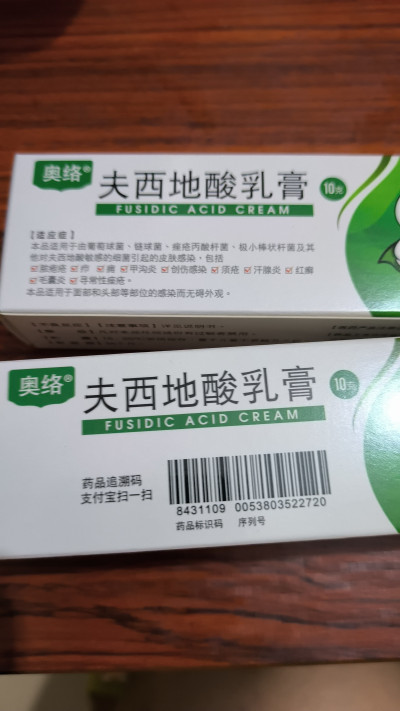 奥络®
夫西地酸乳膏
10克
FUSIDIC ACID CREAM
【适应症】
本品适用于由葡萄球菌、链球菌、痤疮丙酸杆菌、极小棒状杆菌及其
他对夫西地酸敏感的细菌引起的皮肤感染,包括
脓疱疮 疖 痈 甲沟炎 创伤感染 须疮 汗腺炎 红癣
毛囊炎 寻常性痤疮。
本品适用于面部和头部等部位的感染而无碍外观。
奥络®
夫西地酸乳膏
10克
FUSIDIC ACID CREAM
药品追溯码
支付宝扫一扫
8431109 0053803522720
药品标识码 序列号